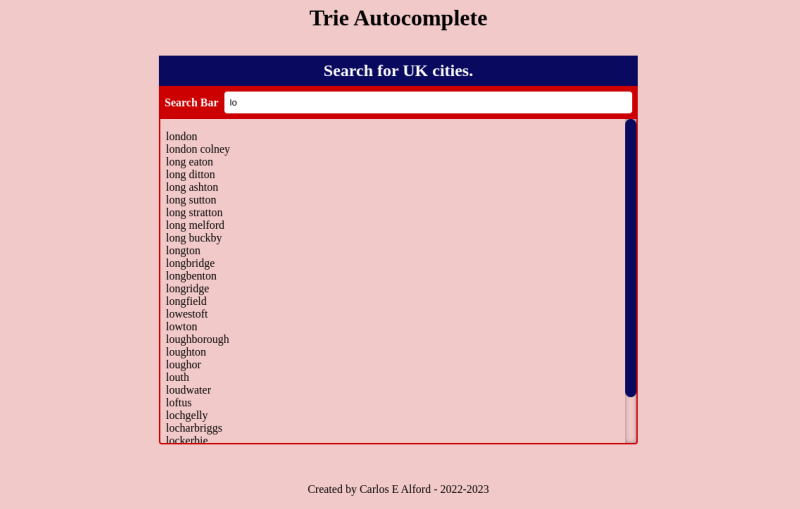 Trie Autocomplete
Search for UK cities.
Search Bar lo
london
london colney
long eaton
long ditton
long ashton
long sutton
long stratton
long melford
long buckby
longton
longbridge
longbenton
longridge
longfield
lowestoft
lowton
loughborough
loughton
loughor
louth
loudwater
loftus
lochgelly
locharbriggs
lockerbie
Created by Carlos E Alford - 2022-2023